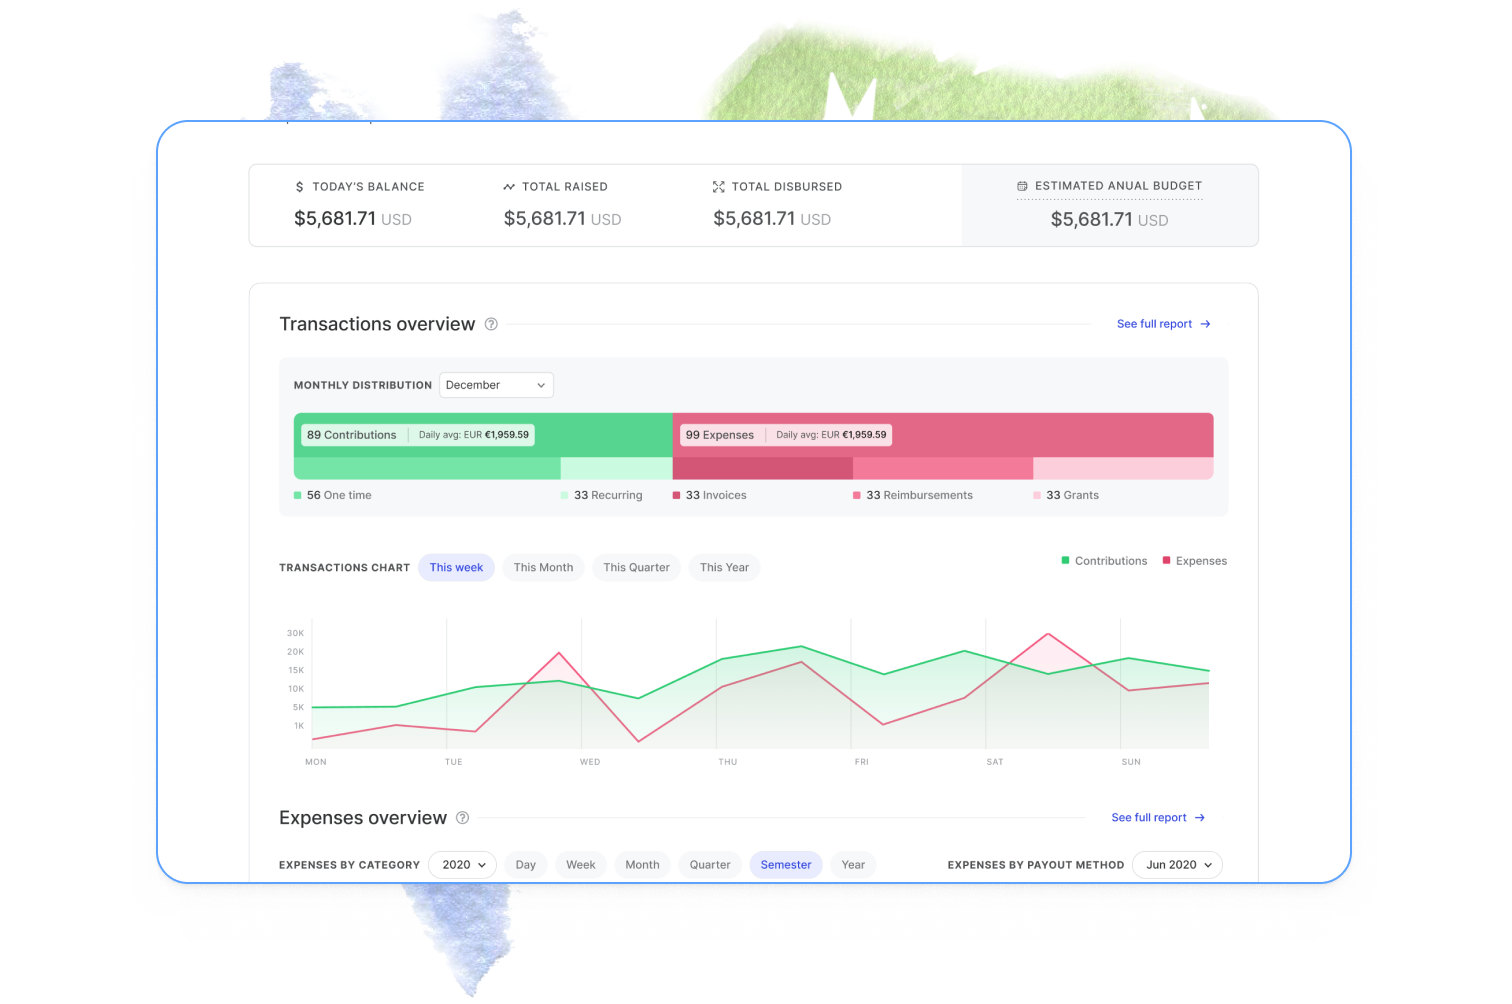 TODAY'S BALANCE
$5,681.71 USD
TOTAL RAISED
$5,681.71 USD
TOTAL DISBURSED
$5,681.71 USD
ESTIMATED ANUAL BUDGET
$5,681.71 USD
Transactions overview
See full report →
MONTHLY DISTRIBUTION December
89 Contributions Daily avg: EUR €1,959.59
99 Expenses Daily avg: EUR €1,959.59
56 One time
33 Recurring
33 Invoices
33 Reimbursements
33 Grants
TRANSACTIONS CHART This week This Month This Quarter This Year
Contributions Expenses
30K
20K
15K
10K
5K
1K
MON TUE WED THU FRI SAT SUN
Expenses overview
See full report →
EXPENSES BY CATEGORY 2020 Day Week Month Quarter Semester Year
EXPENSES BY PAYOUT METHOD Jun 2020